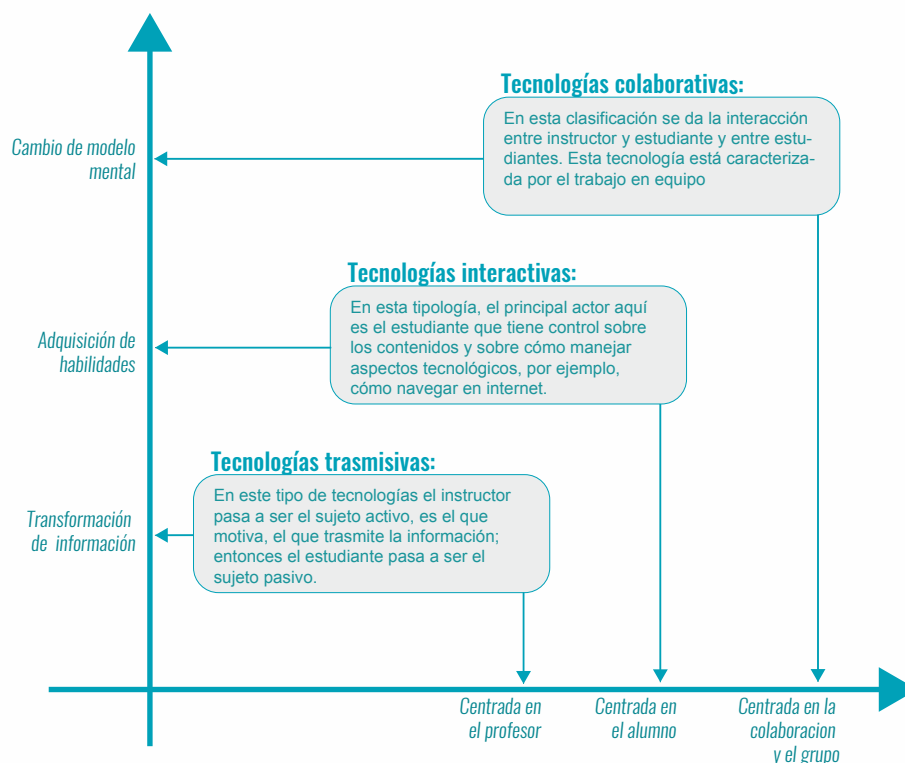 Tecnologías colaborativas:
En esta clasificación se da la interacción
entre instructor y estudiante y entre estu-
diantes. Esta tecnología está caracteriza-
da por el trabajo en equipo
Cambio de modelo
mental
Tecnologías interactivas:
En esta tipología, el principal actor aquí
es el estudiante que tiene control sobre
los contenidos y sobre cómo manejar
aspectos tecnológicos, por ejemplo,
cómo navegar en internet.
Adquisición de
habilidades
Tecnologías trasmisivas:
En este tipo de tecnologías el instructor
pasa a ser el sujeto activo, es el que
motiva, el que trasmite la información;
entonces el estudiante pasa a ser el
sujeto pasivo.
Transformación
de información
Centrada en
el profesor
Centrada en
el alumno
Centrada en la
colaboracion
y el grupo